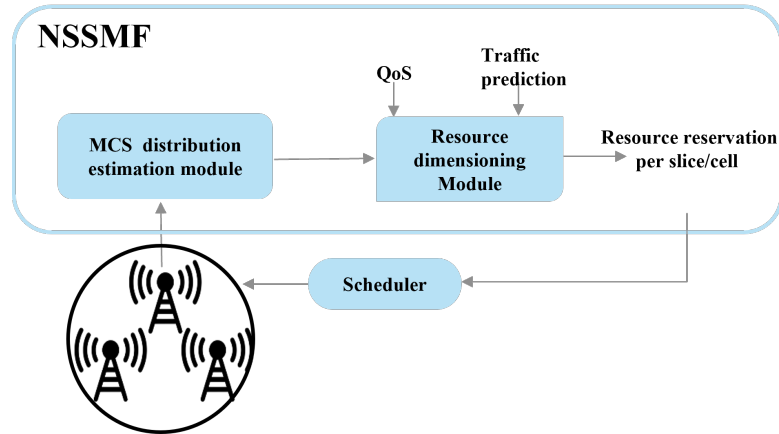 NSSMF
QoS
Traffic
prediction
MCS distribution
estimation module
Resource
dimensioning
Module
Resource reservation
per slice/cell
Scheduler